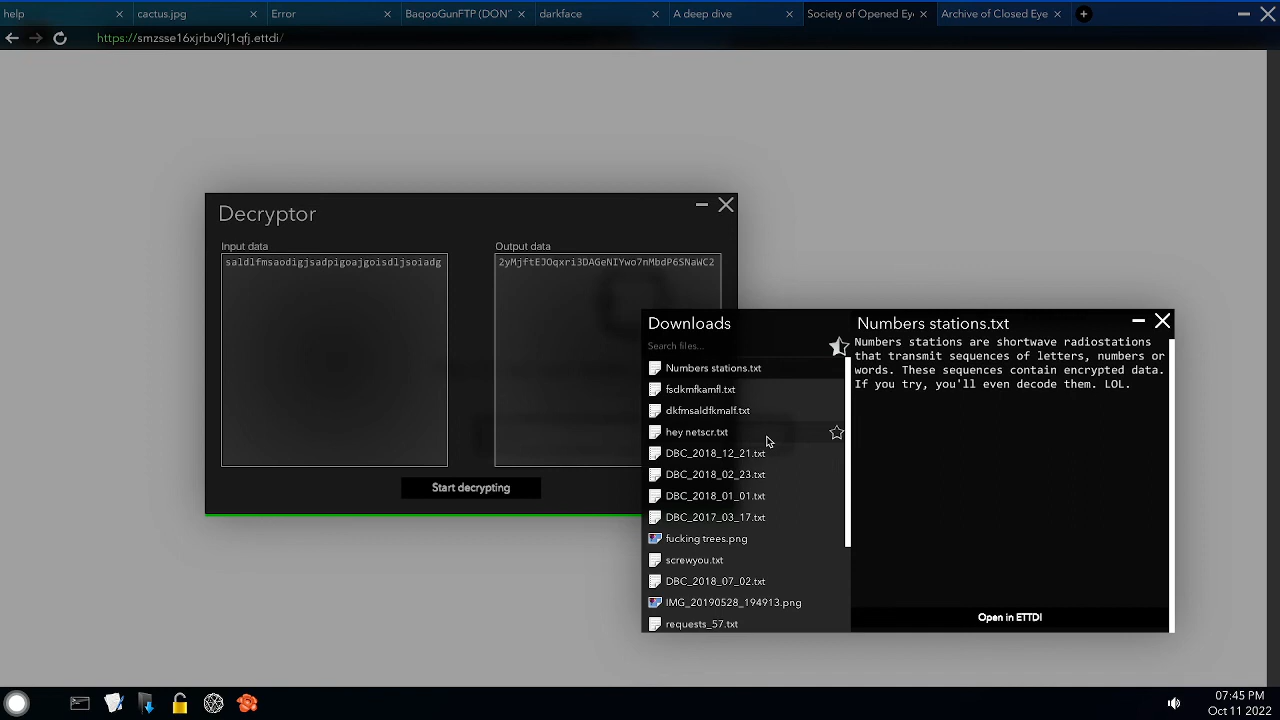 help
cactus.jpg
Error
BaqooGunFTP (DON'
darkface
A deep dive
Society of Opened Ey
Archive of Closed Eye
https://smzsse16xjrbu9lj1qfj.ettdi/
Decryptor
Input data
Output data
saldlfmsaodigjsadpigoajgoisdljsoiadg
2yMjftEJOqxri3DAGeNIYwo7nMbdP6SNaWC2
Start decrypting
Downloads
Search files...
Numbers stations.txt
fsdkmfkamfl.txt
dkfmsaldfkmalf.txt
hey netscr.txt
DBC_2018_12_21.txt
DBC_2018_02_23.txt
DBC_2018_01_01.txt
DBC_2017_03_17.txt
fucking trees.png
screwyou.txt
DBC_2018_07_02.txt
IMG_20190528_194913.png
requests_57.txt
Numbers stations.txt
Numbers stations are shortwave radiostations
that transmit sequences of letters, numbers or
words. These sequences contain encrypted data.
If you try, you'll even decode them. LOL.
Open in ETTDI
07:45 PM
Oct 11 2022